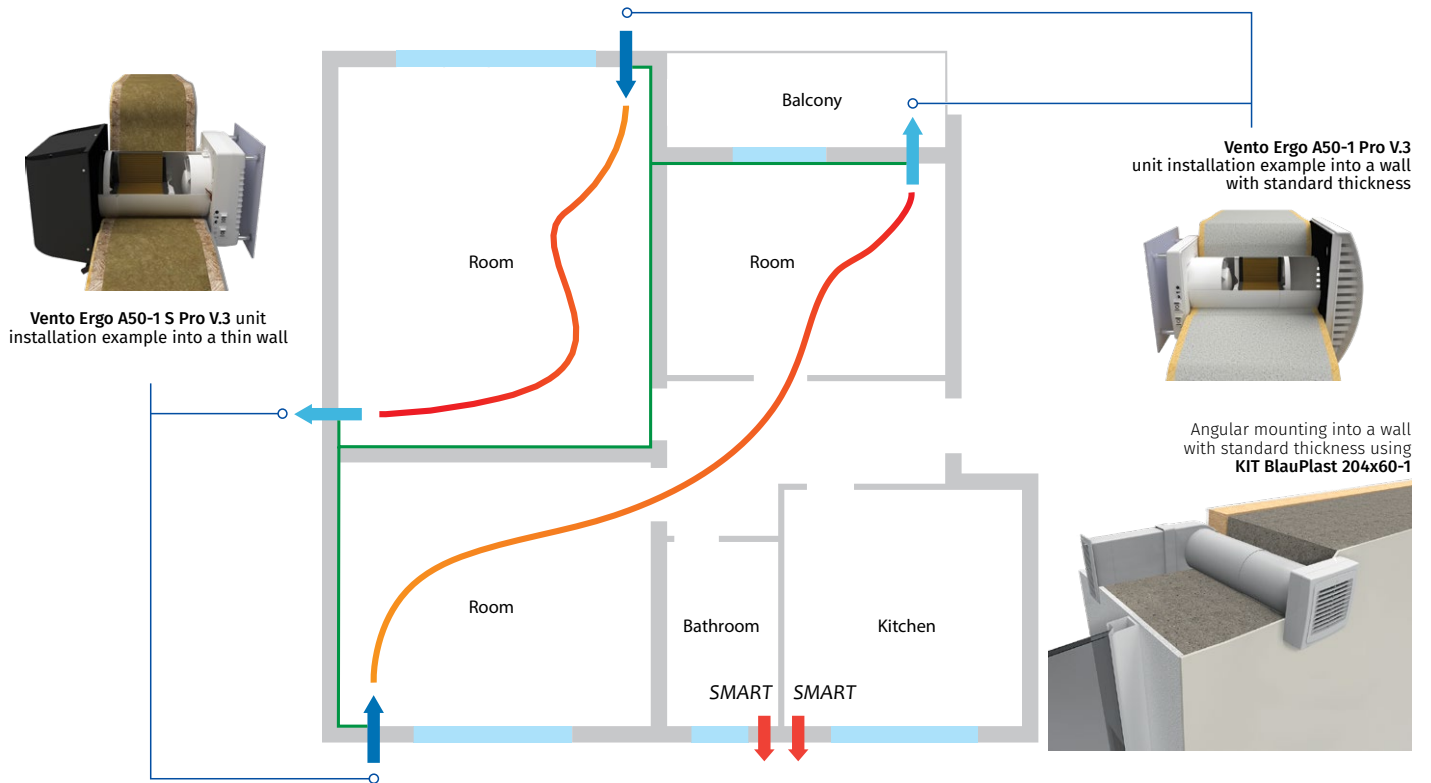 Balcony
Vento Ergo A50-1 Pro V.3
unit installation example into a wall
with standard thickness
Room
Room
Vento Ergo A50-1 S Pro V.3 unit
installation example into a thin wall
Angular mounting into a wall
with standard thickness using
KIT BlauPlast 204x60-1
Room
Bathroom
Kitchen
SMART
SMART